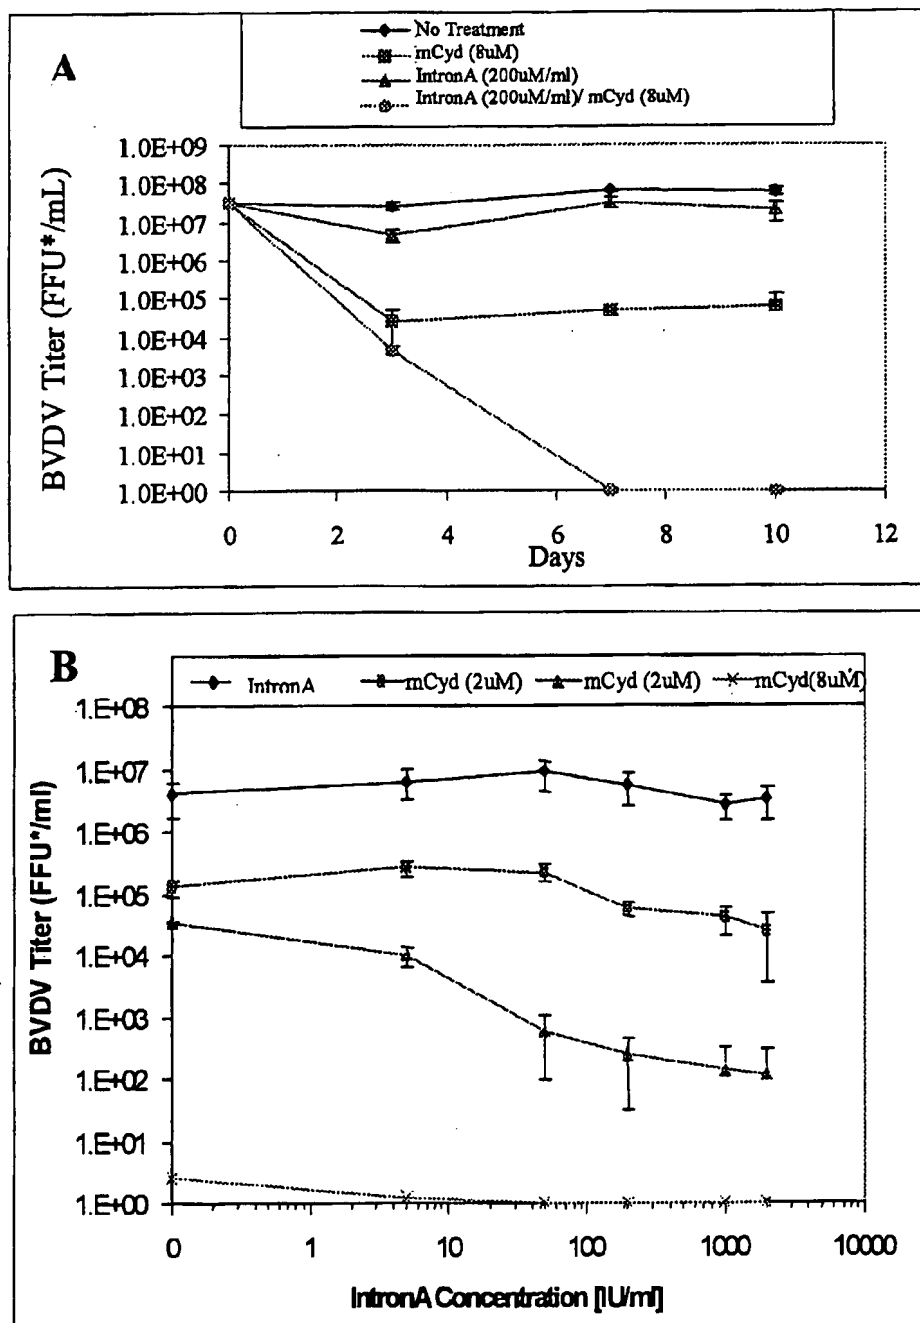 A
No Treatment
mCyd (8uM)
IntronA (200uM/ml)
IntronA (200uM/ml)/ mCyd (8uM)
BVDV Titer (FFU*/mL)
1.0E+09
1.0E+08
1.0E+07
1.0E+06
1.0E+05
1.0E+04
1.0E+03
1.0E+02
1.0E+01
1.0E+00
0 2 4 6 8 10 12
Days
B
IntronA mCyd (2uM) mCyd (2uM) mCyd(8uM)
BVDV Titer (FFU*/ml)
1.E+08
1.E+07
1.E+06
1.E+05
1.E+04
1.E+03
1.E+02
1.E+01
1.E+00
0 1 10 100 1000 10000
IntronA Concentration [IU/ml]